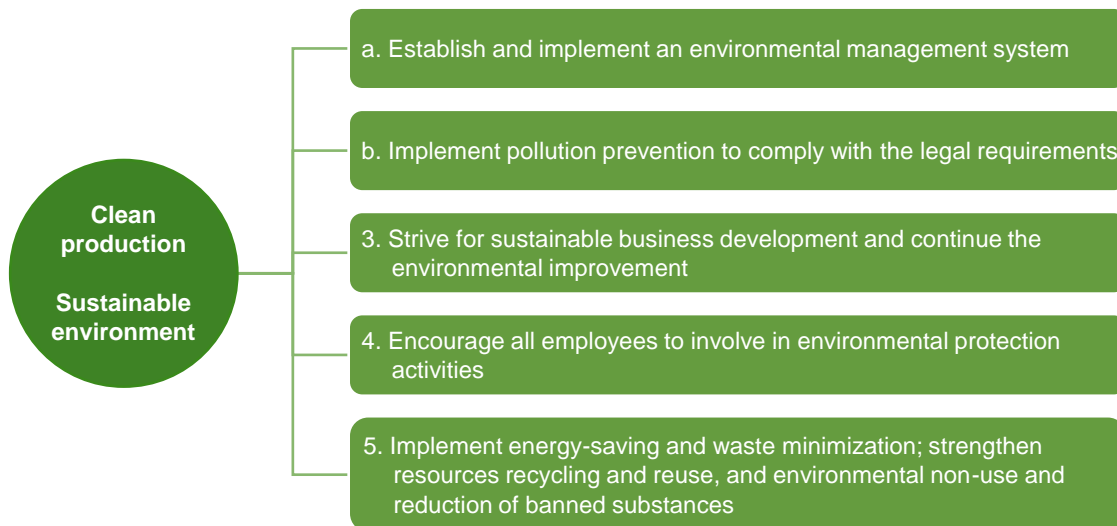 Clean
production
Sustainable
environment
a. Establish and implement an environmental management system
b. Implement pollution prevention to comply with the legal requirements
3. Strive for sustainable business development and continue the
environmental improvement
4. Encourage all employees to involve in environmental protection
activities
5. Implement energy-saving and waste minimization; strengthen
resources recycling and reuse, and environmental non-use and
reduction of banned substances